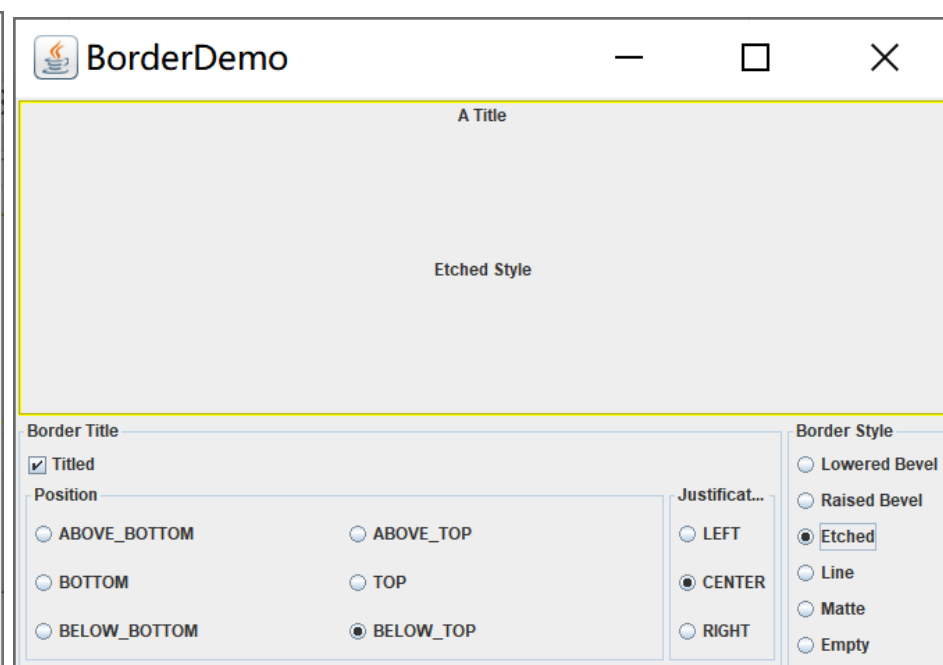 BorderDemo
A Title
Etched Style
Border Title
Titled
Position
ABOVE_BOTTOM
ABOVE_TOP
BOTTOM
TOP
BELOW_BOTTOM
BELOW_TOP
Justificat...
LEFT
CENTER
RIGHT
Border Style
Lowered Bevel
Raised Bevel
Etched
Line
Matte
Empty